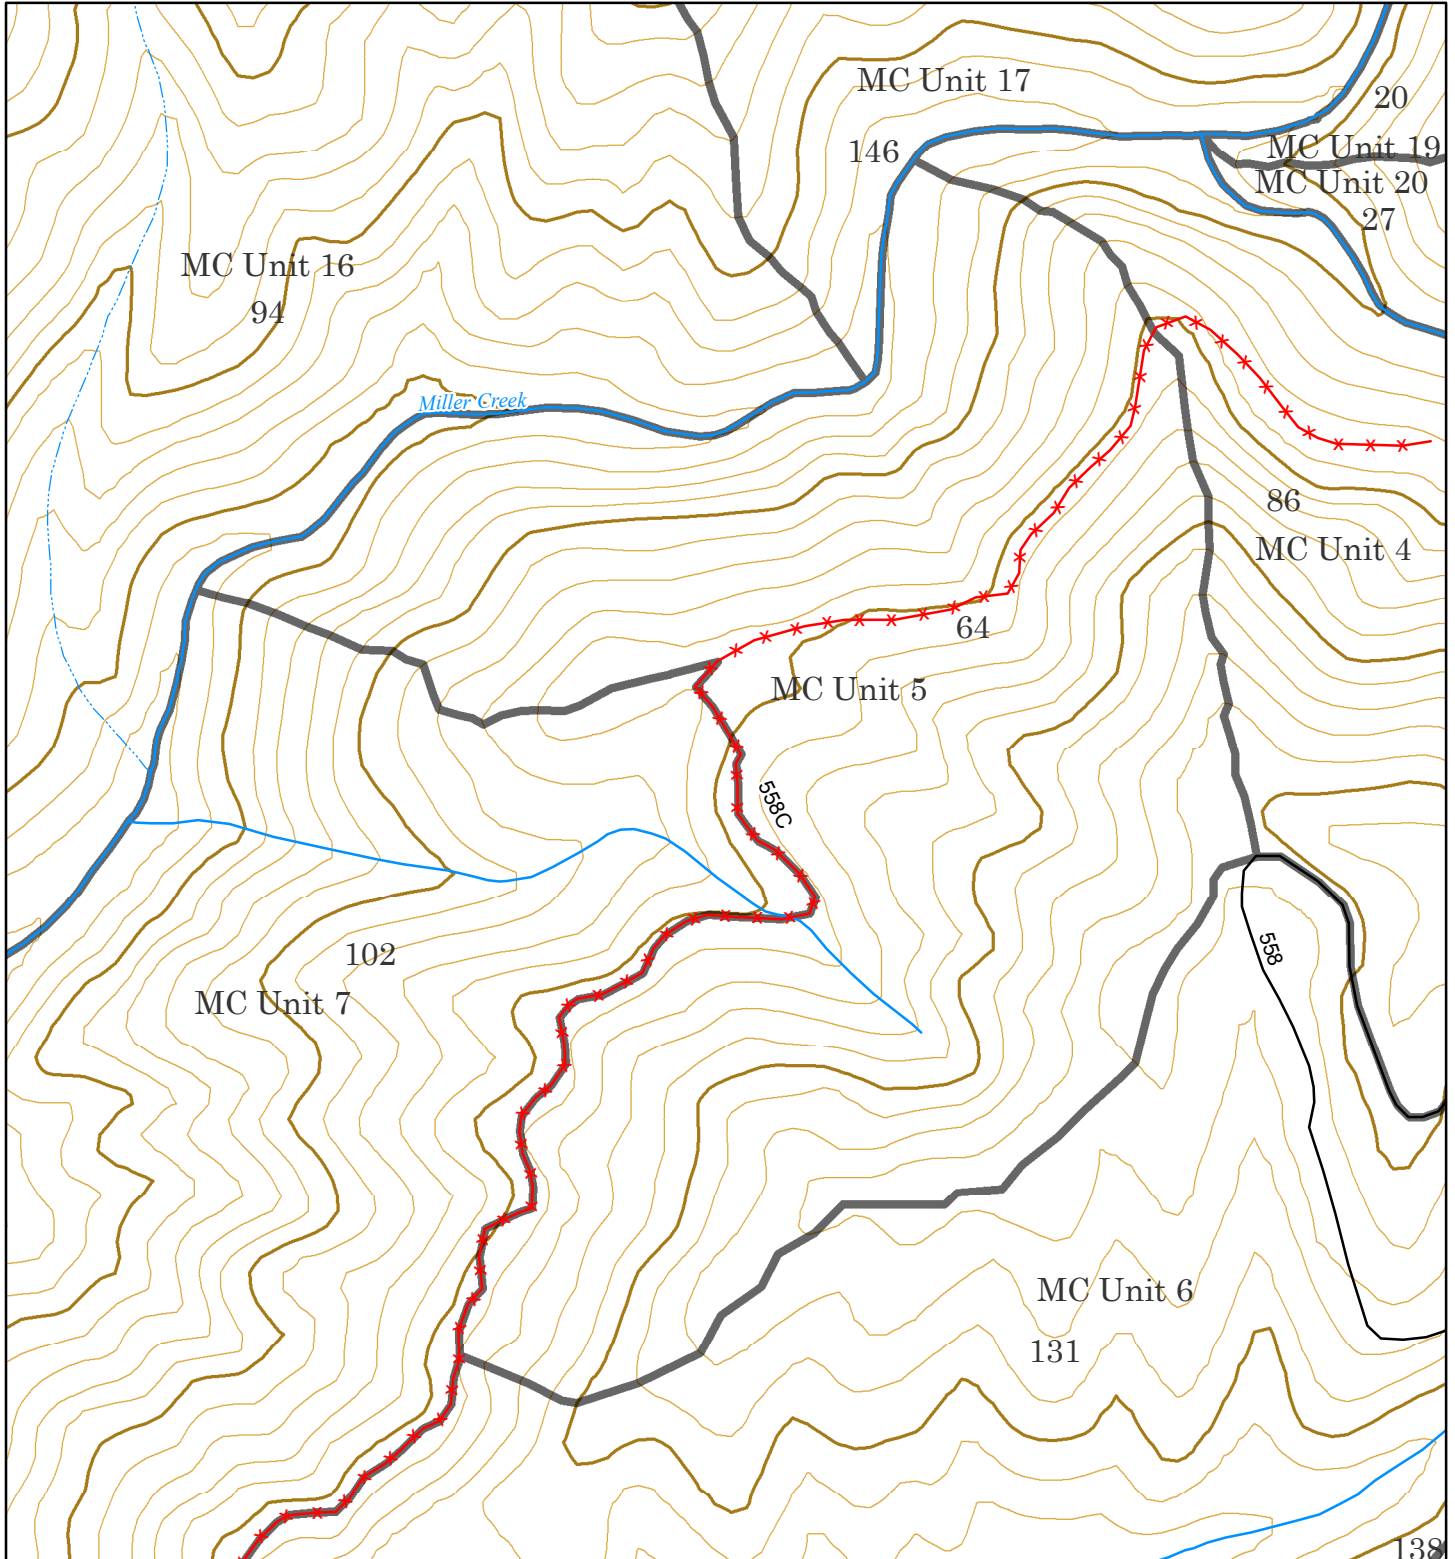 MC Unit 17
20
146
MC Unit 19
MC Unit 20
27
MC Unit 16
94
Miller Creek
86
MC Unit 4
64
MC Unit 5
558C
102
MC Unit 7
558
MC Unit 6
131
138